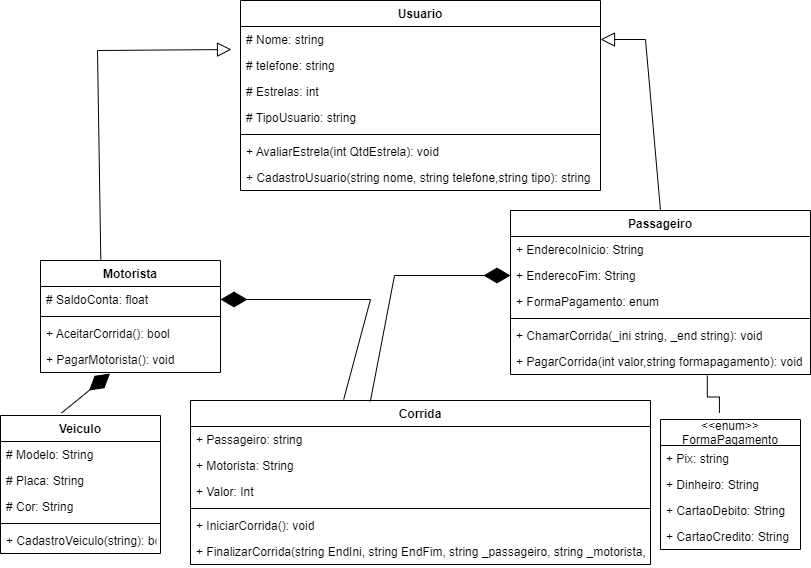 Usuario
# Nome: string
# telefone: string
# Estrelas: int
# TipoUsuario: string
+ AvaliarEstrela(int QtdEstrela): void
+ CadastroUsuario(string nome, string telefone,string tipo): string
Passageiro
+ EnderecoInicio: String
+ EnderecoFim: String
+ FormaPagamento: enum
+ ChamarCorrida(_ini string, _end string): void
+ PagarCorrida(int valor,string formapagamento): void
Motorista
# SaldoConta: float
+ AceitarCorrida(): bool
+ PagarMotorista(): void
Veiculo
# Modelo: String
# Placa: String
# Cor: String
+ CadastroVeiculo(string):
Corrida
+ Passageiro: string
+ Motorista: String
+ Valor: Int
+ IniciarCorrida(): void
+ FinalizarCorrida(string EndIni, string EndFim, string _passageiro, string _motorista,
<<enum>>
FormaPagamento
+ Pix: string
+ Dinheiro: String
+ CartaoDebito: String
+ CartaoCredito: String